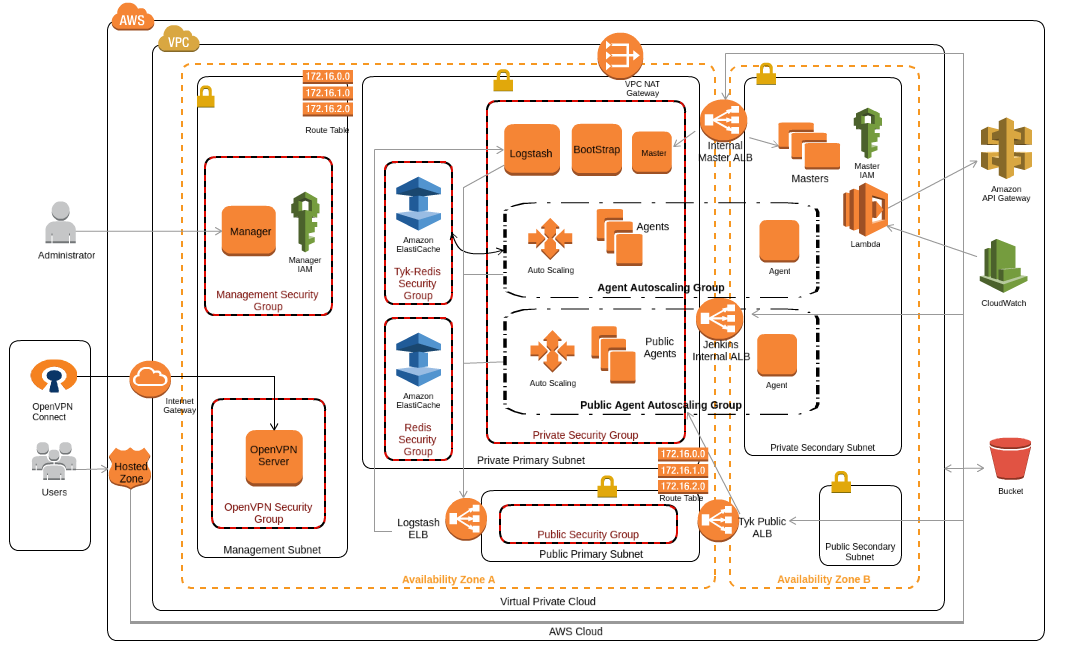 AWS
VPC
172.16.0.0
172.16.1.0
172.16.2.0
Route Table
VPC NAT
Gateway
Internal
Master ALB
Masters
Master
IAM
Lambda
Amazon
API Gateway
CloudWatch
Logstash
BootStrap
Master
Administrator
Manager
Manager
IAM
Management Security
Group
Amazon
ElastiCache
Tyk-Redis
Security
Group
Auto Scaling
Agents
Agent
Agent Autoscaling Group
Amazon
ElastiCache
Redis
Security
Group
Auto Scaling
Public
Agents
Jenkins
Internal ALB
Agent
Public Agent Autoscaling Group
Private Security Group
Private Primary Subnet
Private Secondary Subnet
OpenVPN
Connect
Users
Internet
Gateway
Hosted
Zone
OpenVPN
Server
OpenVPN Security
Group
Management Subnet
172.16.0.0
172.16.1.0
172.16.2.0
Route Table
Logstash
ELB
Public Security Group
Public Primary Subnet
Tyk Public
ALB
Public Secondary
Subnet
Bucket
Availability Zone A
Availability Zone B
Virtual Private Cloud
AWS Cloud